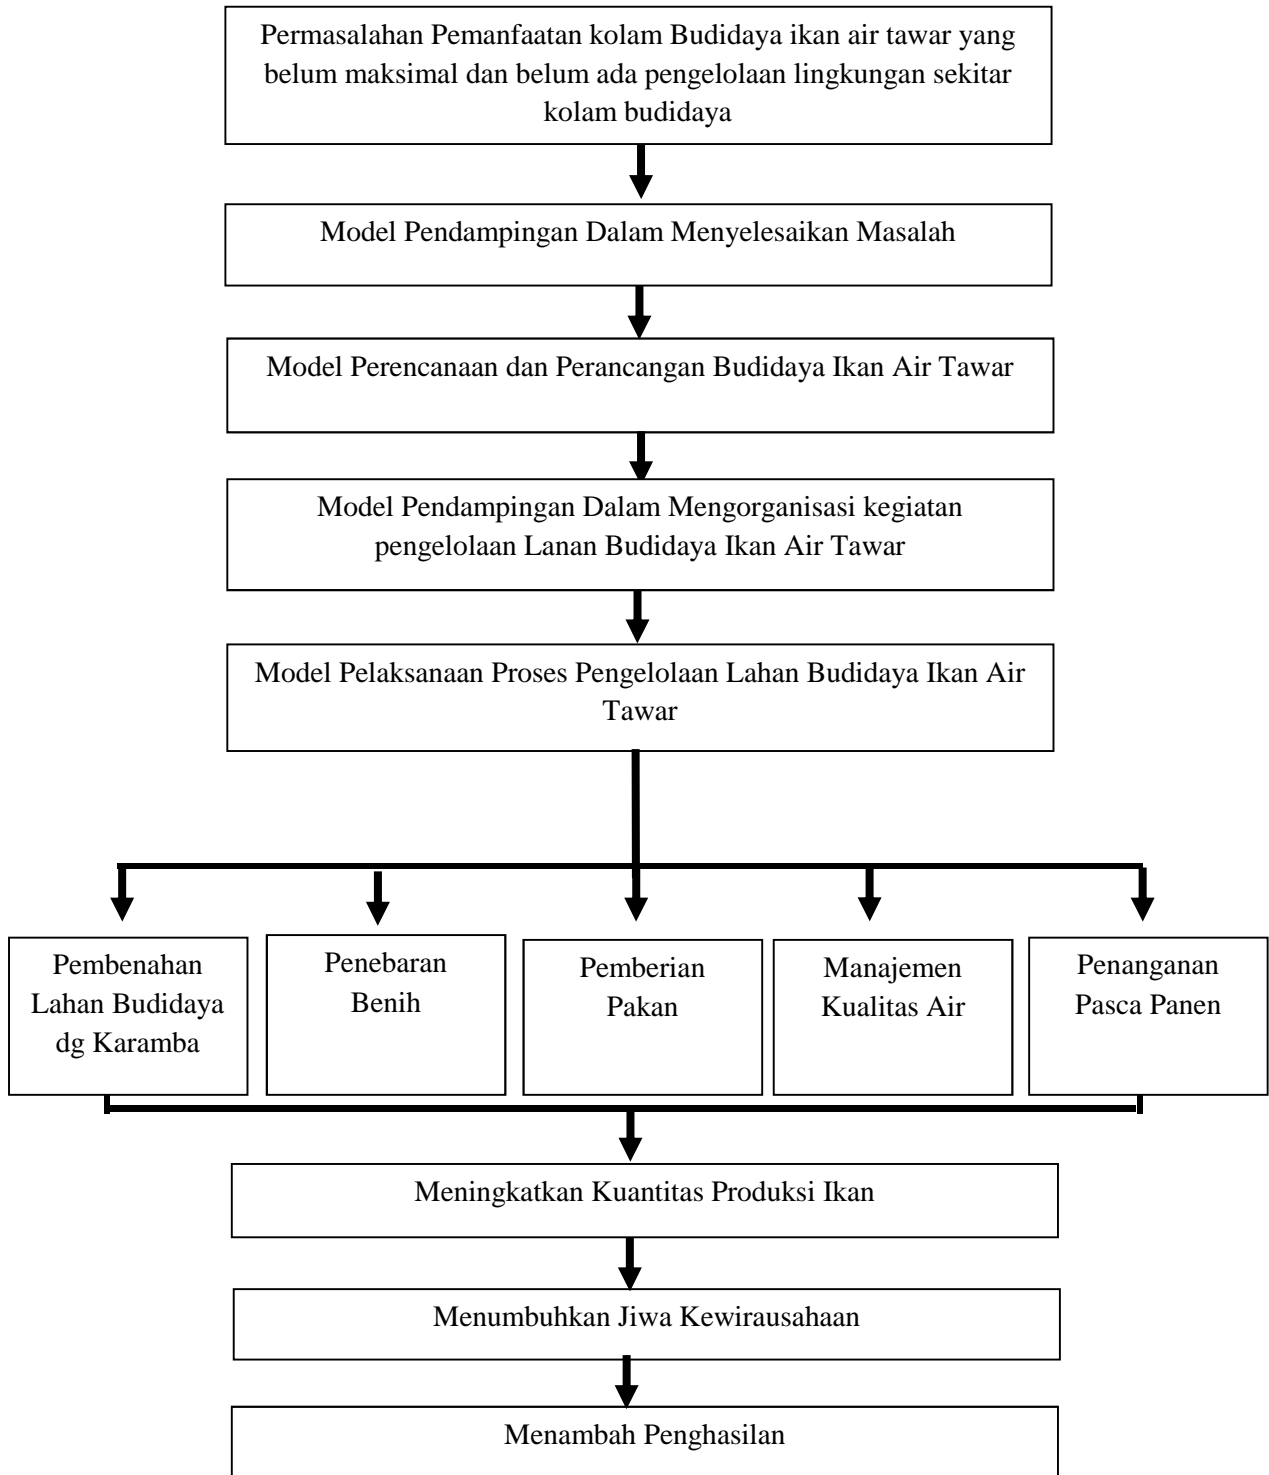 Permasalahan Pemanfaatan kolam Budidaya ikan air tawar yang
belum maksimal dan belum ada pengelolaan lingkungan sekitar
kolam budidaya
Model Pendampingan Dalam Menyelesaikan Masalah
Model Perencanaan dan Perancangan Budidaya Ikan Air Tawar
Model Pendampingan Dalam Mengorganisasi kegiatan
pengelolaan Lanan Budidaya Ikan Air Tawar
Model Pelaksanaan Proses Pengelolaan Lahan Budidaya Ikan Air
Tawar
Pembenahan
Lahan Budidaya
dg Karamba
Penebaran
Benih
Pemberian
Pakan
Manajemen
Kualitas Air
Penanganan
Pasca Panen
Meningkatkan Kuantitas Produksi Ikan
Menumbuhkan Jiwa Kewirausahaan
Menambah Penghasilan